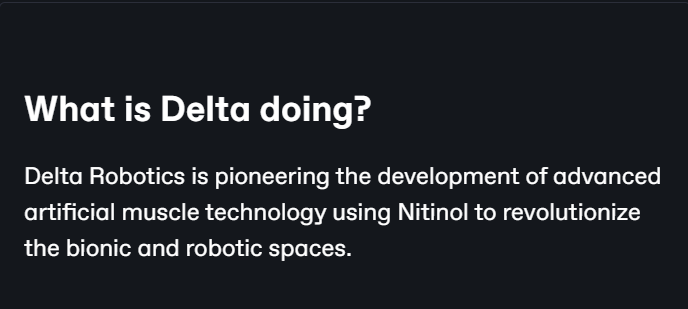 What is Delta doing?
Delta Robotics is pioneering the development of advanced
artificial muscle technology using Nitinol to revolutionize
the bionic and robotic spaces.